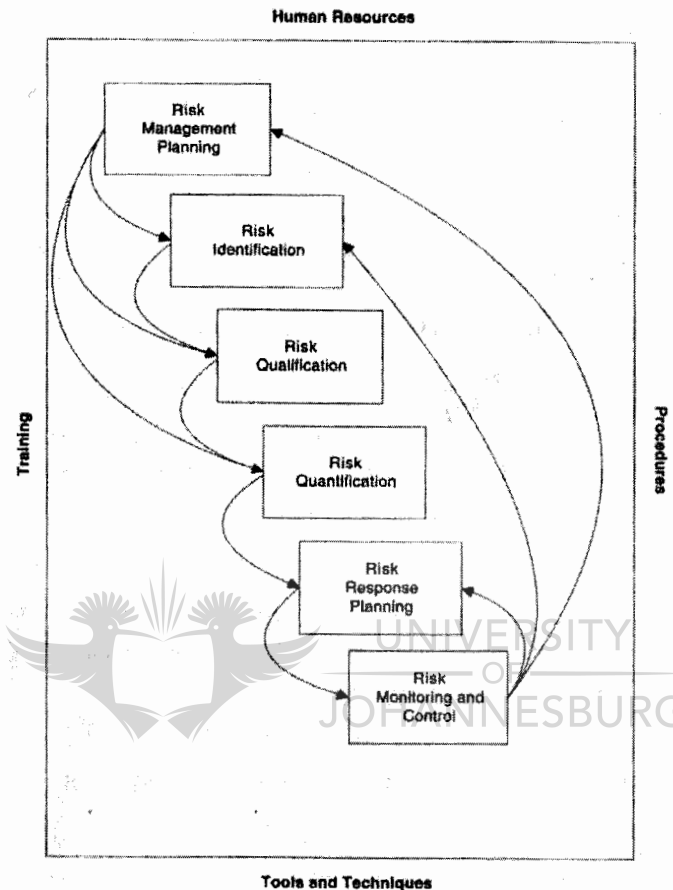 Human Resources
Risk
Management
Planning
Risk
Identification
Risk
Qualification
Training
Procedures
Risk
Quantification
Risk
Response
Planning
UNIVERSITY
OF
JOHANNESBURG
Risk
Monitoring and
Control
Tools and Techniques